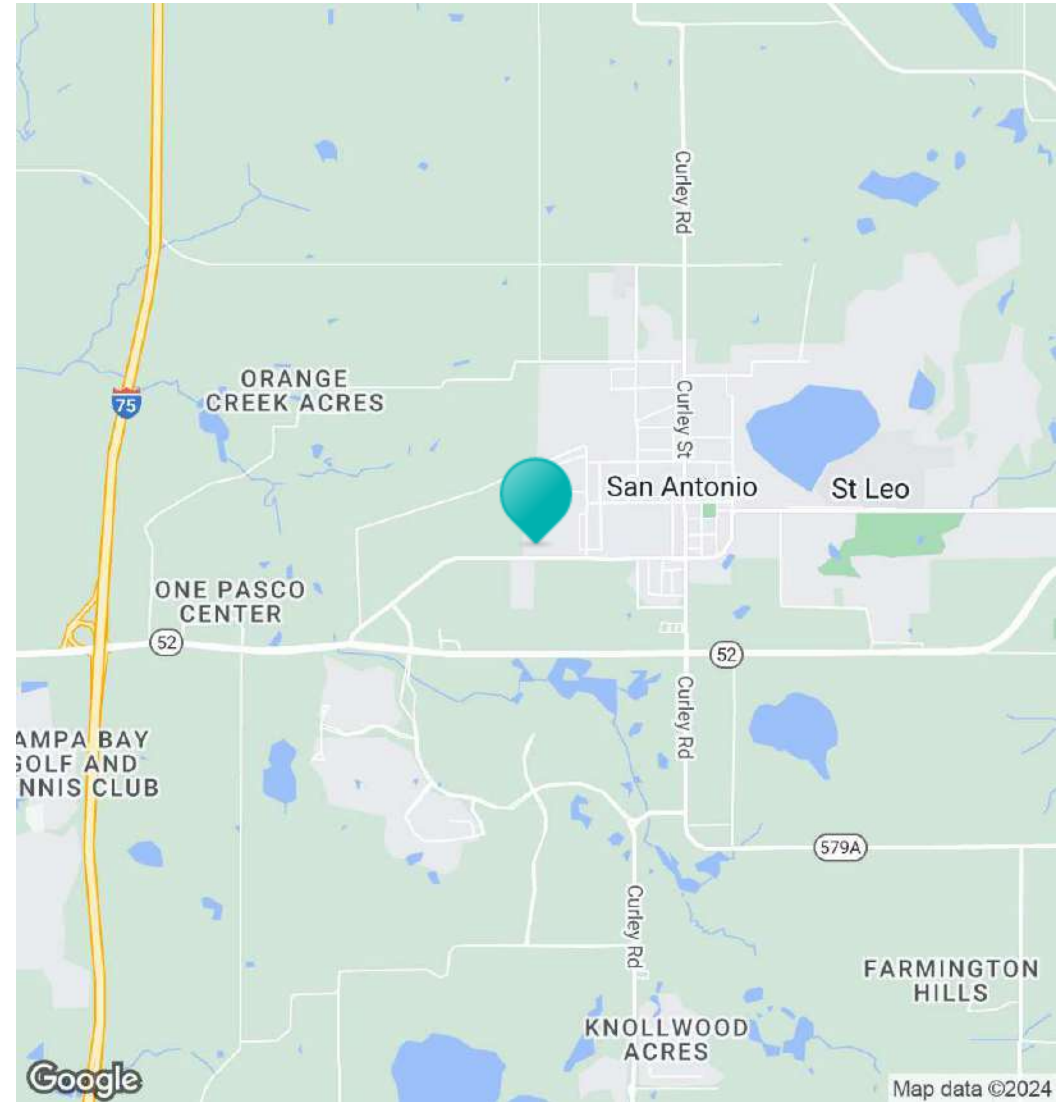 Curley Rd
ORANGE
CREEK ACRES
75
Curley St
San Antonio
St Leo
ONE PASCO
CENTER
52
52
Curley Rd
AMPA BAY
GOLF AND
NNIS CLUB
579A
Curley Rd
FARMINGTON
HILLS
KNOLLWOOD
ACRES
Google
Map data ©2024